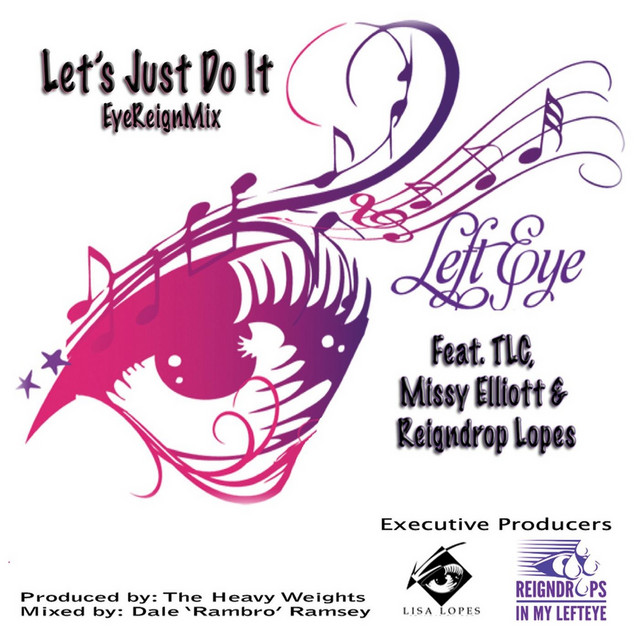 Let's Just Do It
EyeReignMix
Left Eye
Feat. TLC,
Missy Elliott &
Reigndrop Lopes
Executive Producers
LISA LOPES
REIGNDROPS
IN MY LEFTEYE
Produced by: The Heavy Weights
Mixed by: Dale ‘Rambro’ Ramsey